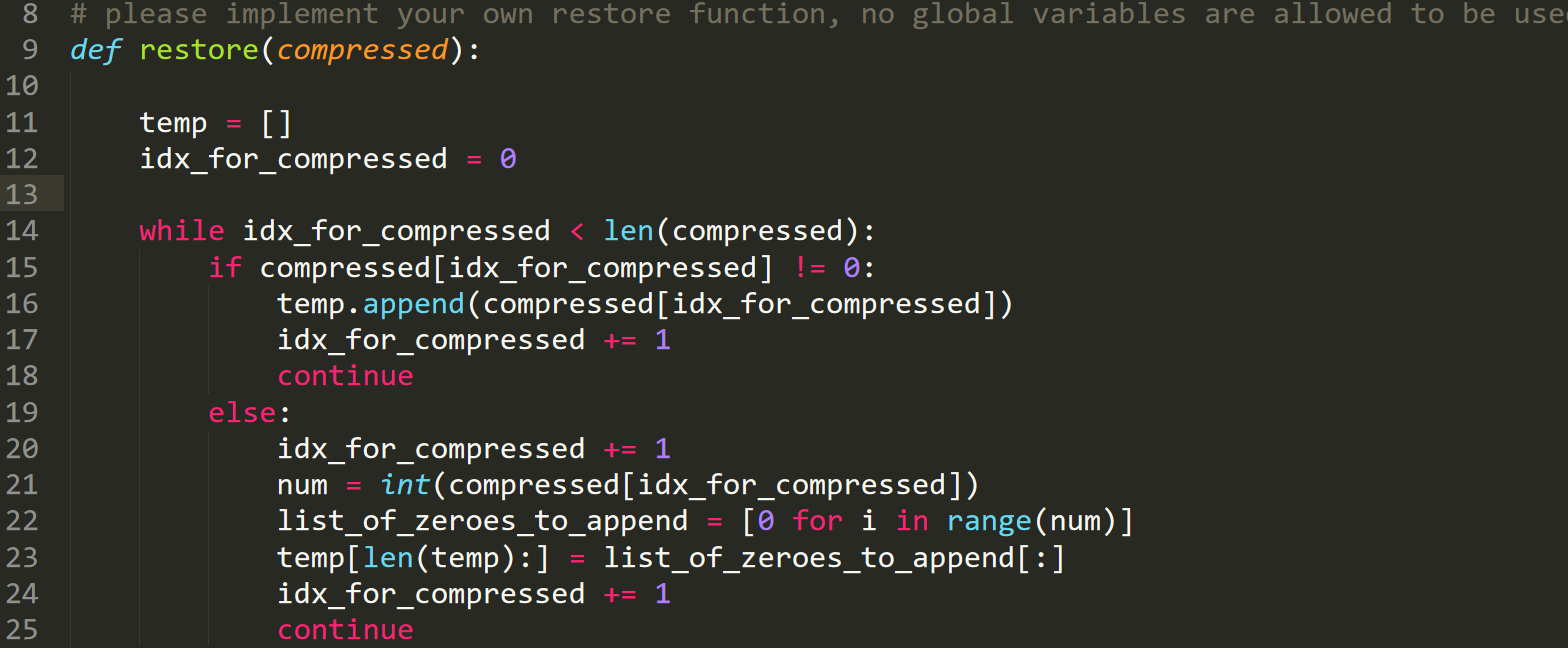 8 # please implement your own restore function, no global variables are allowed to be
9 def restore(compressed):
10
11 temp = []
12 idx_for_compressed = 0
13
14 while idx_for_compressed < len(compressed):
15 if compressed[idx_for_compressed] != 0:
16 temp.append(compressed[idx_for_compressed])
17 idx_for_compressed += 1
18 continue
19 else:
20 idx_for_compressed += 1
21 num = int(compressed[idx_for_compressed])
22 list_of_zeroes_to_append = [0 for i in range(num)]
23 temp[len(temp):] = list_of_zeroes_to_append[:]
24 idx_for_compressed += 1
25 continue